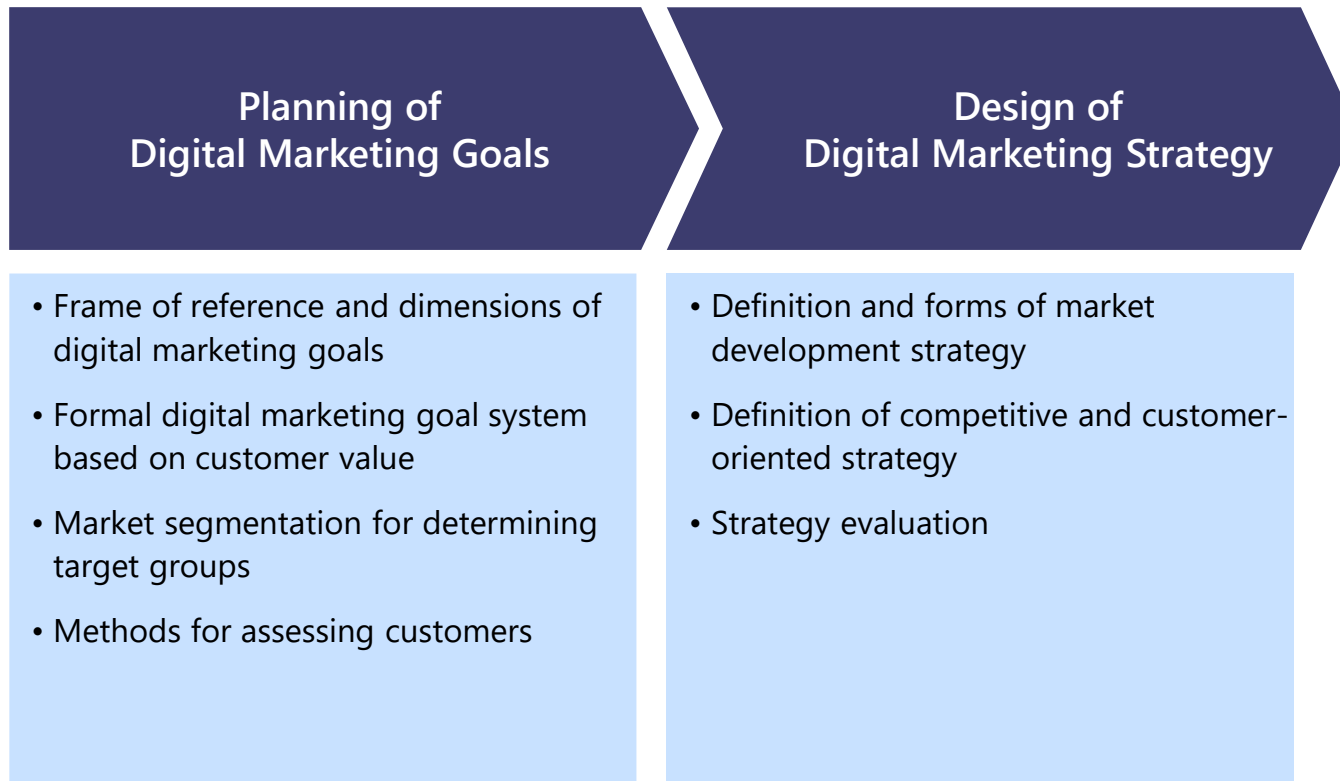 Planning of
Digital Marketing Goals
Design of
Digital Marketing Strategy
• Frame of reference and dimensions of
digital marketing goals
• Formal digital marketing goal system
based on customer value
• Market segmentation for determining
target groups
• Methods for assessing customers
• Definition and forms of market
development strategy
• Definition of competitive and customer-
oriented strategy
• Strategy evaluation